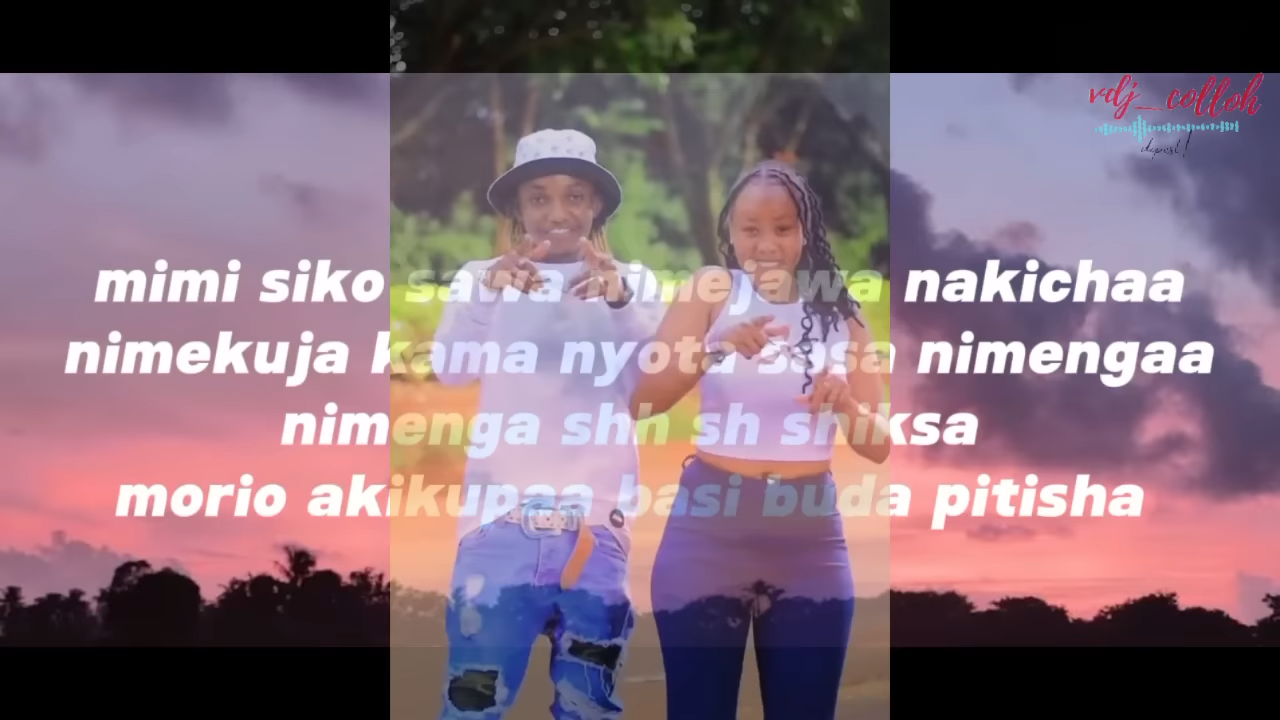 vdj_colloh
mimi siko sawa nimejawa nakichaa
nimekuja kama nyota sasa nimengaa
nimenga shh sh shiksa
morio akikupaa basi buda pitisha